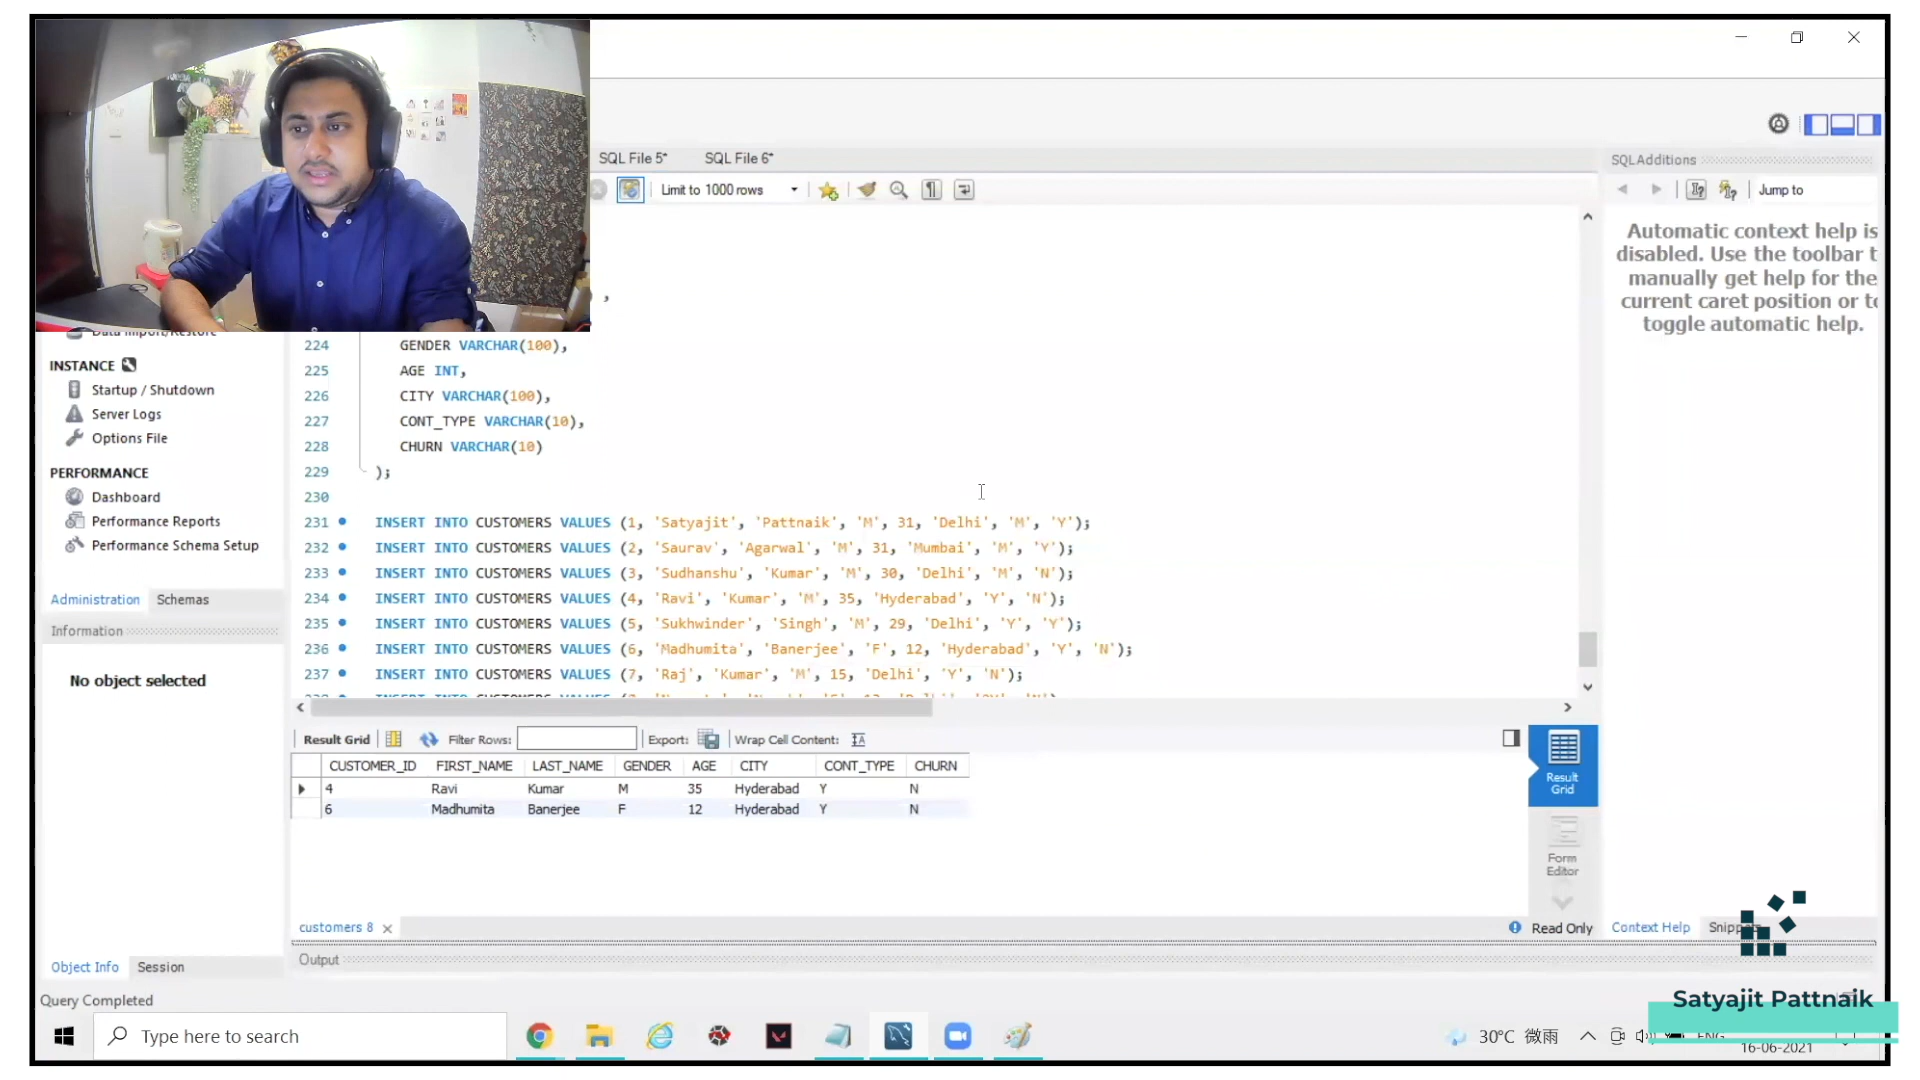 SQL File 5*
SQL File 6*
Limit to 1000 rows
SQLAdditions
Jump to
Automatic context help is
disabled. Use the toolbar t
manually get help for the
current caret position or to
toggle automatic help.
,
Data Import/Restore
INSTANCE
Startup / Shutdown
Server Logs
Options File
PERFORMANCE
Dashboard
Performance Reports
Performance Schema Setup
Administration
Schemas
Information
No object selected
224 GENDER VARCHAR(100),
225 AGE INT,
226 CITY VARCHAR(100),
227 CONT_TYPE VARCHAR(10),
228 CHURN VARCHAR(10)
229 );
230
231 INSERT INTO CUSTOMERS VALUES (1, 'Satyajit', 'Pattnaik', 'M', 31, 'Delhi', 'M', 'Y');
232 INSERT INTO CUSTOMERS VALUES (2, 'Saurav', 'Agarwal', 'M', 31, 'Mumbai', 'M', 'Y');
233 INSERT INTO CUSTOMERS VALUES (3, 'Sudhanshu', 'Kumar', 'M', 30, 'Delhi', 'M', 'N');
234 INSERT INTO CUSTOMERS VALUES (4, 'Ravi', 'Kumar', 'M', 35, 'Hyderabad', 'Y', 'N');
235 INSERT INTO CUSTOMERS VALUES (5, 'Sukhwinder', 'Singh', 'M', 29, 'Delhi', 'Y', 'Y');
236 INSERT INTO CUSTOMERS VALUES (6, 'Madhumita', 'Banerjee', 'F', 12, 'Hyderabad', 'Y', 'N');
237 INSERT INTO CUSTOMERS VALUES (7, 'Raj', 'Kumar', 'M', 15, 'Delhi', 'Y', 'N');
Result Grid Filter Rows: Export: Wrap Cell Content:
CUSTOMER_ID FIRST_NAME LAST_NAME GENDER AGE CITY CONT_TYPE CHURN
4 Ravi Kumar M 35 Hyderabad Y N
6 Madhumita Banerjee F 12 Hyderabad Y N
Result
Grid
Form
Editor
customers 8
Read Only
Context Help
Snipp
Output
Object Info
Session
Query Completed
Satyajit Pattnaik
Type here to search
30°C 微雨
16-06-2021